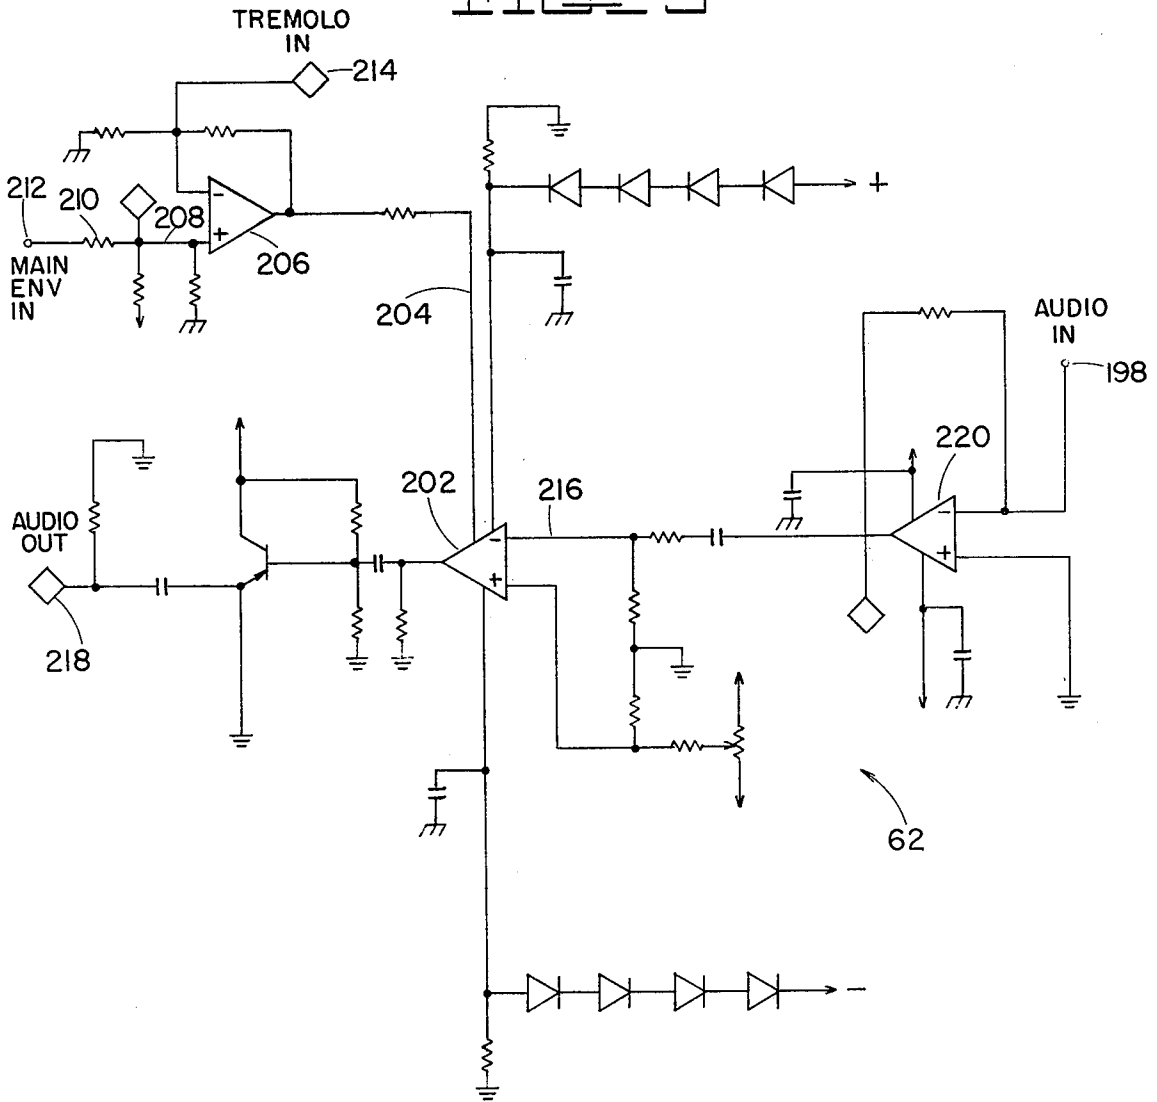 TREMOLO
IN
214
212
210
208
206
MAIN
ENV
IN
204
AUDIO
IN
198
220
202
216
AUDIO
OUT
218
62
+
−
−
+
−
+
−
+